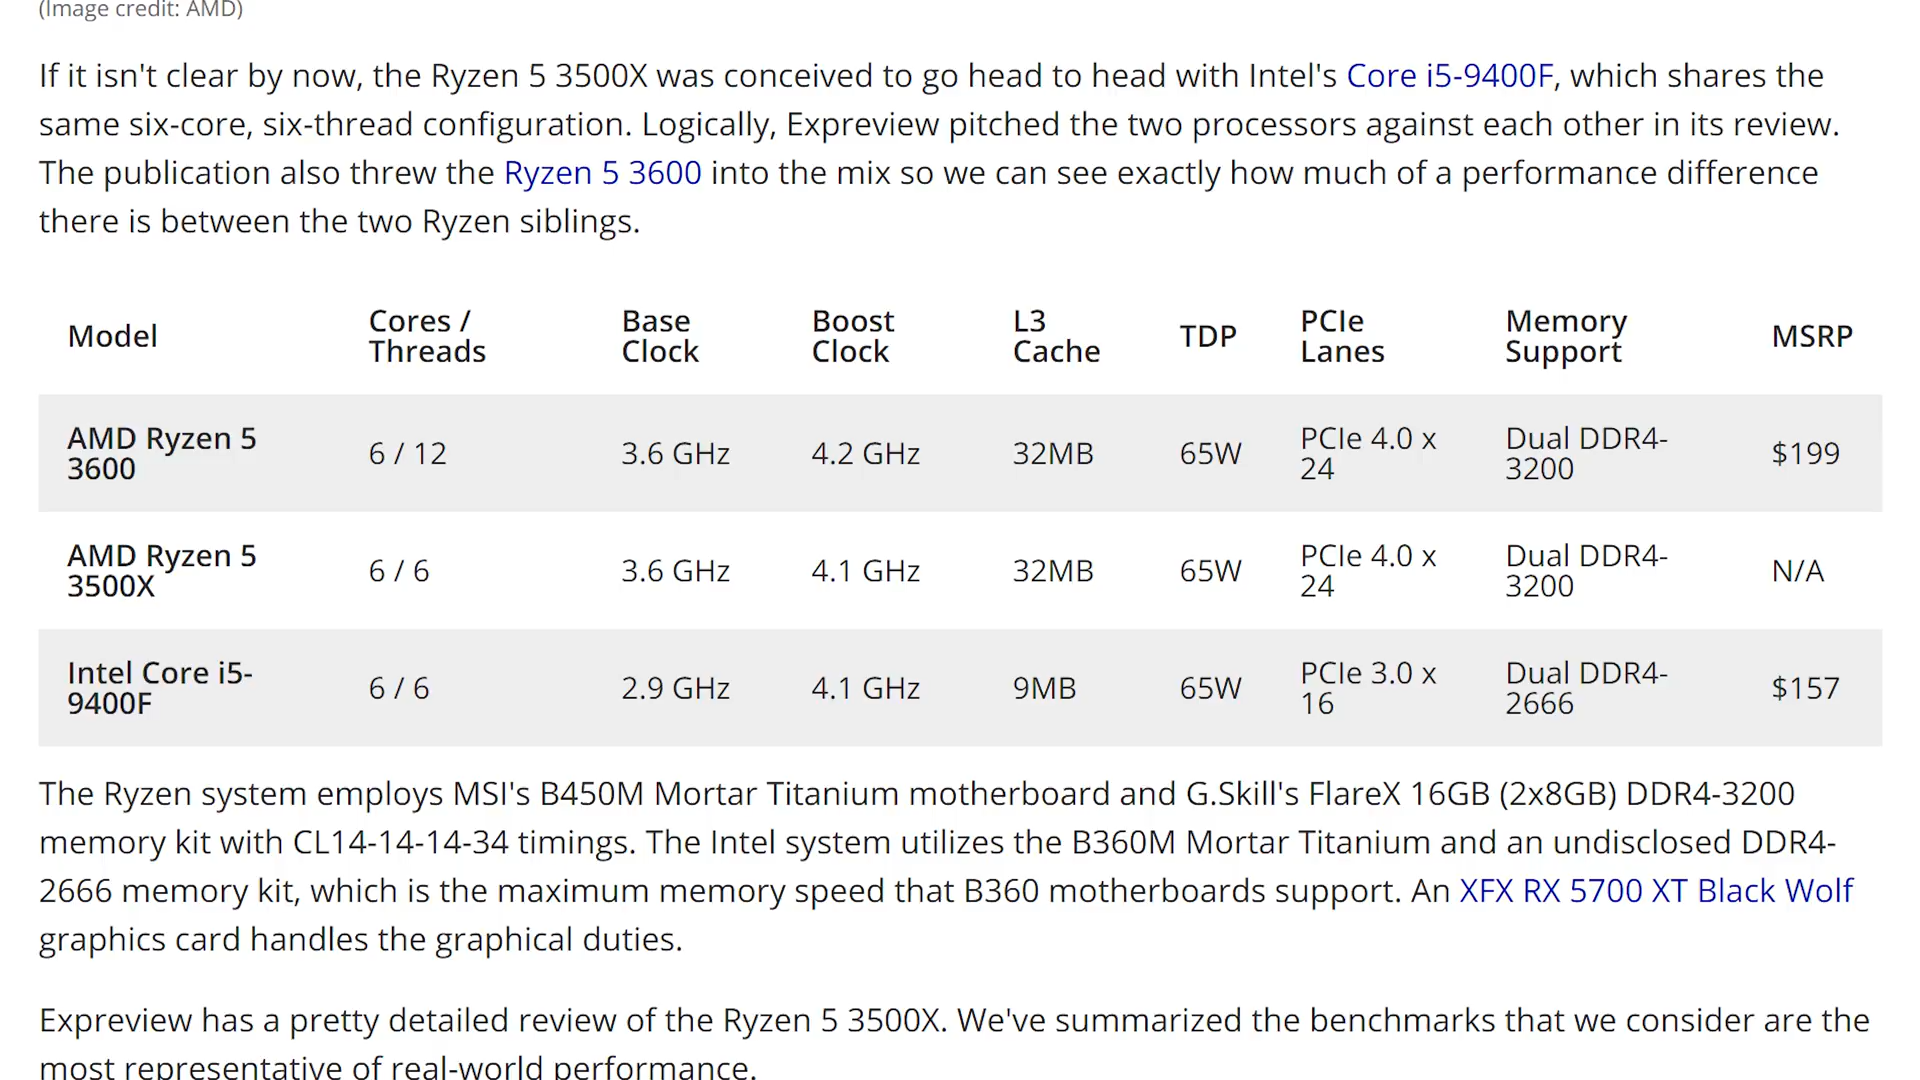 (Image credit: AMD)
If it isn't clear by now, the Ryzen 5 3500X was conceived to go head to head with Intel's Core i5-9400F, which shares the
same six-core, six-thread configuration. Logically, Expreview pitched the two processors against each other in its review.
The publication also threw the Ryzen 5 3600 into the mix so we can see exactly how much of a performance difference
there is between the two Ryzen siblings.
Model Cores / Threads Base Clock Boost Clock L3 Cache TDP PCIe Lanes Memory Support MSRP
AMD Ryzen 5 3600 6 / 12 3.6 GHz 4.2 GHz 32MB 65W PCIe 4.0 x 24 Dual DDR4-3200 $199
AMD Ryzen 5 3500X 6 / 6 3.6 GHz 4.1 GHz 32MB 65W PCIe 4.0 x 24 Dual DDR4-3200 N/A
Intel Core i5-9400F 6 / 6 2.9 GHz 4.1 GHz 9MB 65W PCIe 3.0 x 16 Dual DDR4-2666 $157
The Ryzen system employs MSI's B450M Mortar Titanium motherboard and G.Skill's FlareX 16GB (2x8GB) DDR4-3200
memory kit with CL14-14-14-34 timings. The Intel system utilizes the B360M Mortar Titanium and an undisclosed DDR4-
2666 memory kit, which is the maximum memory speed that B360 motherboards support. An XFX RX 5700 XT Black Wolf
graphics card handles the graphical duties.
Expreview has a pretty detailed review of the Ryzen 5 3500X. We've summarized the benchmarks that we consider are the
most representative of real-world performance.